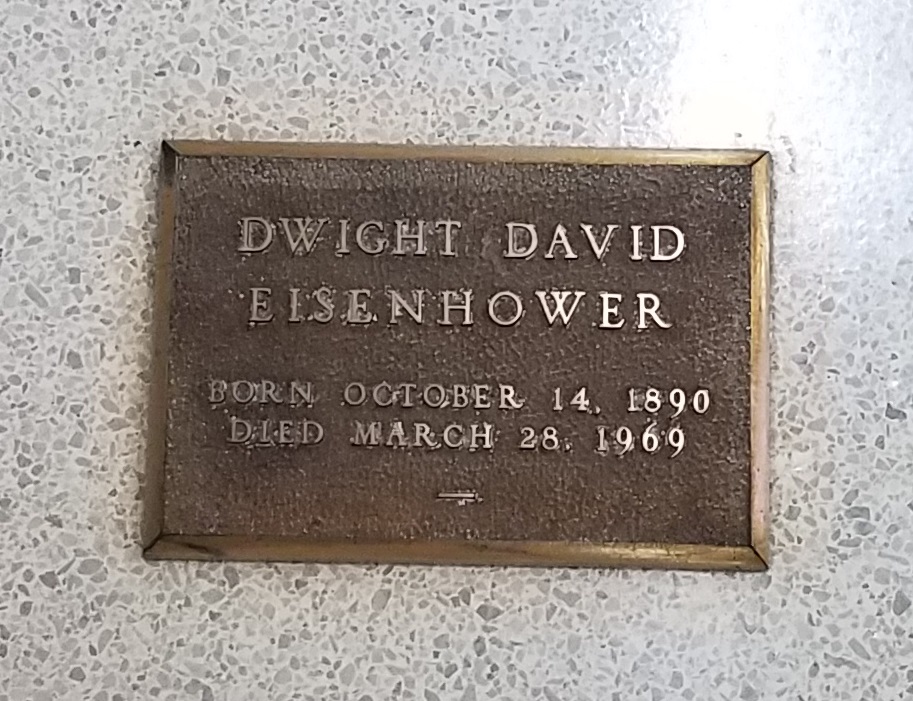 DWIGHT DAVID
EISENHOWER
BORN OCTOBER 14, 1890
DIED MARCH 28, 1969